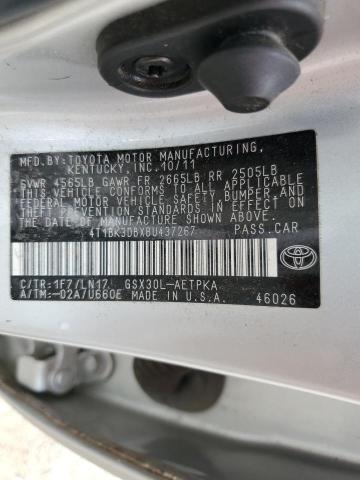 MFD.BY:TOYOTA MOTOR MANUFACTURING,
KENTUCKY,INC.10/11
GVWR 4565LB GAWR FR 2665LB RR 2505LB
THIS VEHICLE CONFORMS TO ALL APPLICABLE
FEDERAL MOTOR VEHICLE SAFETY, BUMPER, AND
THEFT PREVENTION STANDARDS IN EFFECT ON
THE DATE OF MANUFACTURE SHOWN ABOVE.
4T1BK3DBXBU437267 PASS.CAR
C/TR:1F7/LN17 GSX30L-AETPKA
A/TM:-02A/U660E MADE IN U.S.A. 46026
TOYOTA